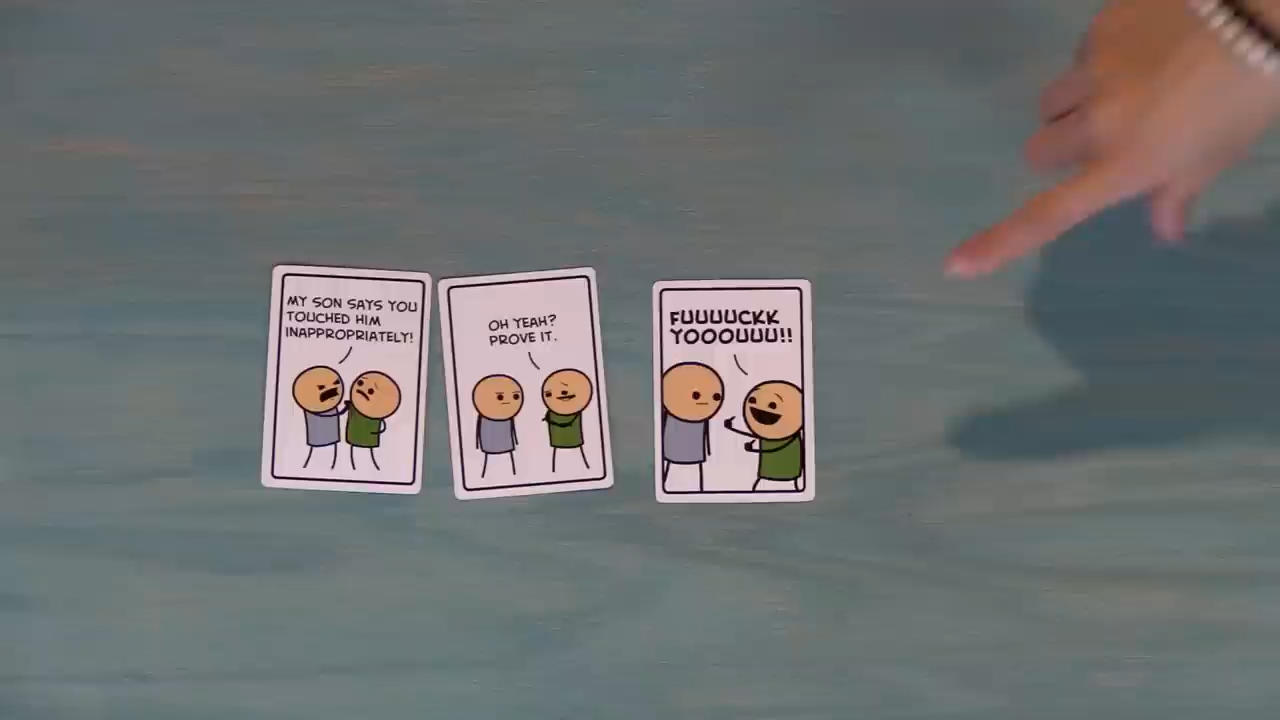 MY SON SAYS YOU
TOUCHED HIM
INAPPROPRIATELY!
OH YEAH?
PROVE IT.
FUUUUCKK
YOOOUUU!!